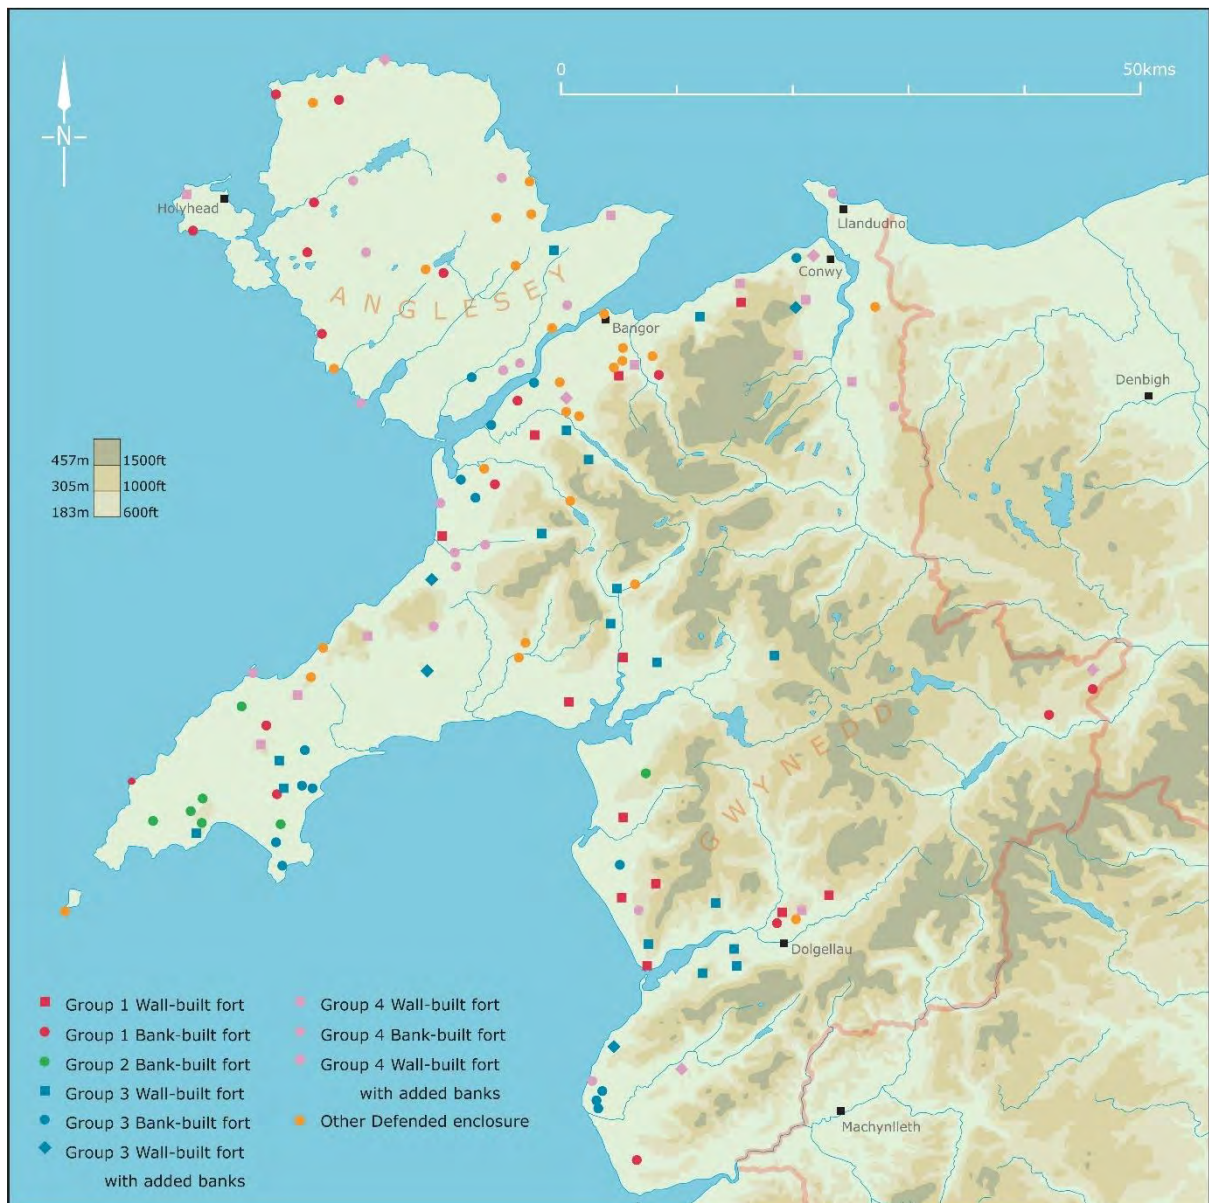 0 50kms
N
Holyhead
Llandudno
Conwy
ANGLESEY
Bangor
Denbigh
457m 1500ft
305m 1000ft
183m 600ft
GWYNEDD
Dolgellau
Machynlleth
Group 1 Wall-built fort
Group 1 Bank-built fort
Group 2 Bank-built fort
Group 3 Wall-built fort
Group 3 Bank-built fort
Group 3 Wall-built fort
with added banks
Group 4 Wall-built fort
Group 4 Bank-built fort
Group 4 Wall-built fort
with added banks
Other Defended enclosure